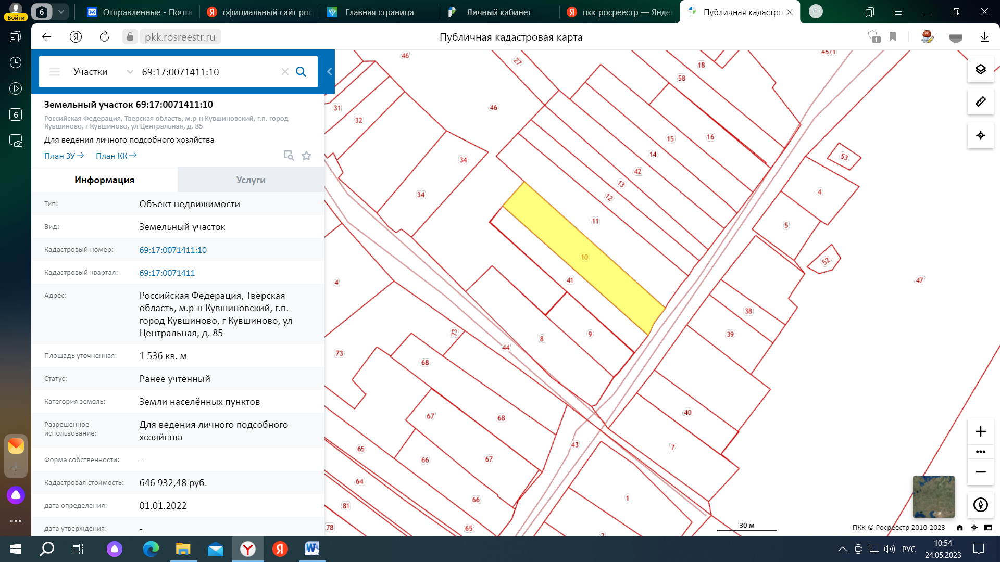 Войти
6
Отправленные - Почта
официальный сайт рос
Главная страница
Личный кабинет
пкк росреестр — Яндек
Публичная кадастро
pkk.rosreestr.ru
Публичная кадастровая карта
1
6
Участки
69:17:0071411:10
Земельный участок 69:17:0071411:10
Российская Федерация, Тверская область, м.р-н Кувшиновский, г.п. город
Кувшиново, г Кувшиново, ул Центральная, д. 85
Для ведения личного подсобного хозяйства
План ЗУ → План КК →
Информация
Услуги
Тип: Объект недвижимости
Вид: Земельный участок
Кадастровый номер: 69:17:0071411:10
Кадастровый квартал: 69:17:0071411
Адрес: Российская Федерация, Тверская
область, м.р-н Кувшиновский, г.п.
город Кувшиново, г Кувшиново, ул
Центральная, д. 85
Площадь уточненная: 1 536 кв. м
Статус: Ранее учтенный
Категория земель: Земли населённых пунктов
Разрешенное
использование:
Для ведения личного подсобного
хозяйства
Форма собственности: -
Кадастровая стоимость: 646 932,48 руб.
дата определения: 01.01.2022
дата утверждения: -
46
27
457/1
18
58
31
32
46
34
34
15
16
14
42
13
12
11
10
41
53
4
5
52
47
4
38
39
73
73
44
8
9
68
67
68
40
43
7
65
66
67
64
66
81
1
78
65
2
30 м
ПКК © Росреестр 2010-2023
РУС
10:54
24.05.2023